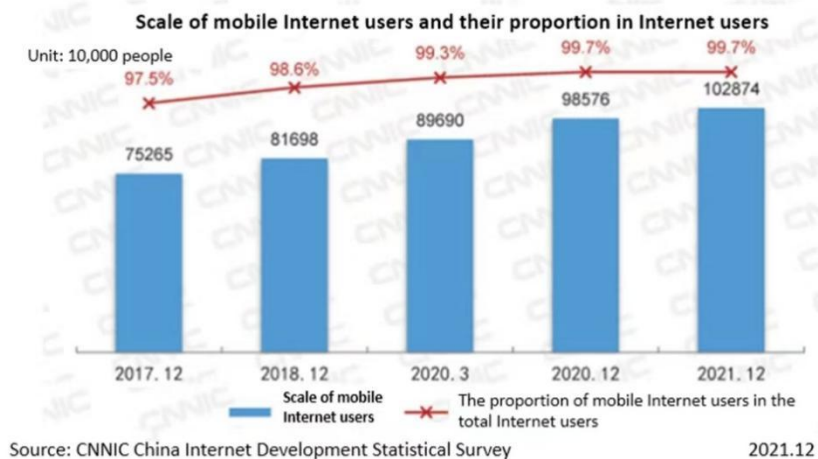 Scale of mobile Internet users and their proportion in Internet users
Unit: 10,000 people
97.5% 98.6% 99.3% 99.7% 99.7%
75265 81698 89690 98576 102874
2017. 12 2018. 12 2020. 3 2020.12 2021. 12
Scale of mobile
Internet users
The proportion of mobile Internet users in the
total Internet users
Source: CNNIC China Internet Development Statistical Survey 2021.12
CNNIC